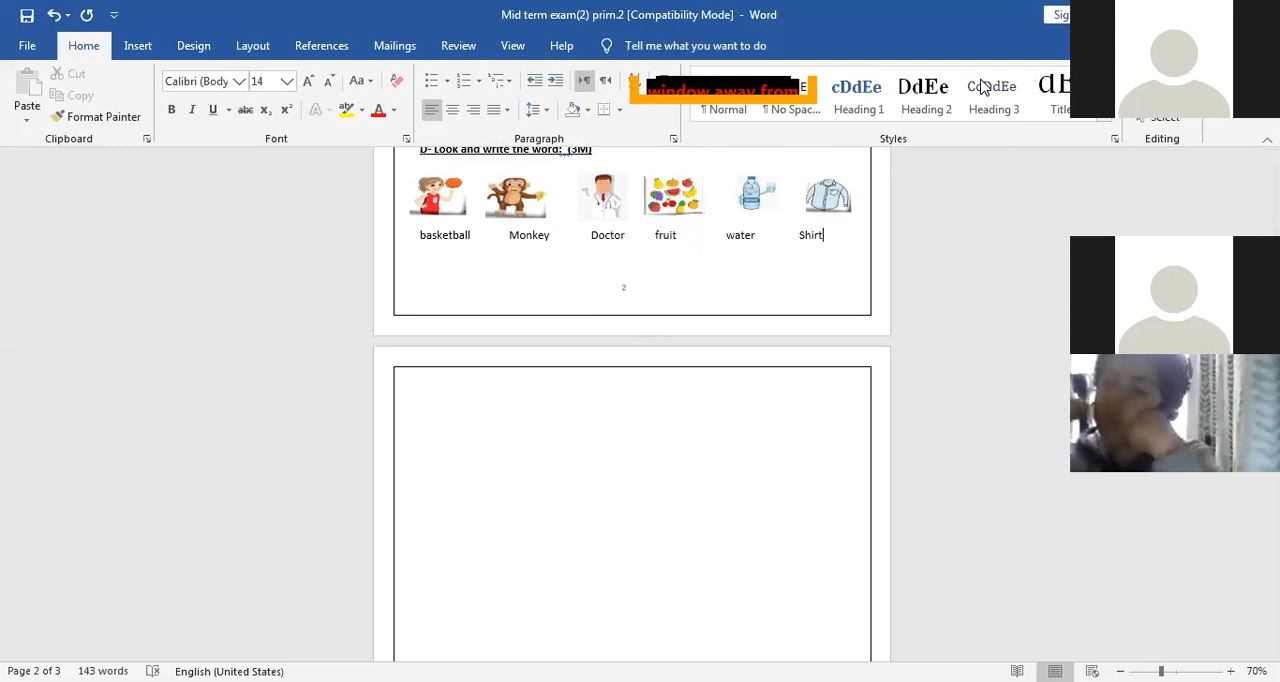 Mid term exam(2) prim.2 [Compatibility Mode] - Word
Sig
File Home Insert Design Layout References Mailings Review View Help Tell me what you want to do
Cut
Copy
Paste
Format Painter
Calibri (Body 14
window away from
Normal
No Spac...
cDdEe
Heading 1
DdEe
Heading 2
CcDdEe
Heading 3
dE
Title
Select
Clipboard Font Paragraph Styles Editing
D- Look and write the word: (3M)
basketball Monkey Doctor fruit water Shirt
2
Page 2 of 3 143 words English (United States) 70%